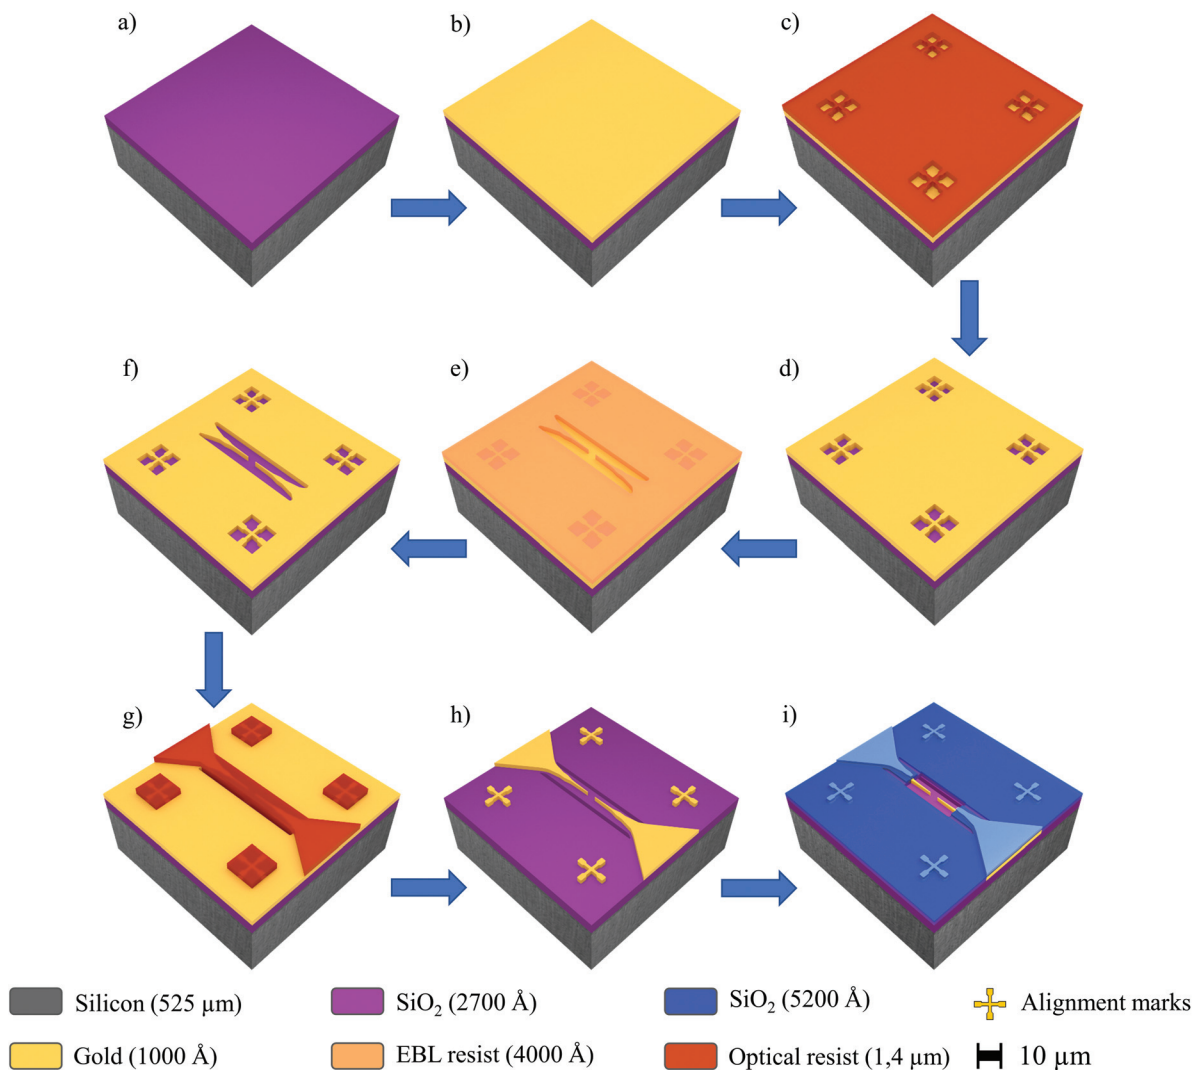 a)
b)
c)
f)
e)
d)
g)
h)
i)
Silicon (525 µm)
SiO₂ (2700 Å)
SiO₂ (5200 Å)
Alignment marks
Gold (1000 Å)
EBL resist (4000 Å)
Optical resist (1,4 µm)
10 µm